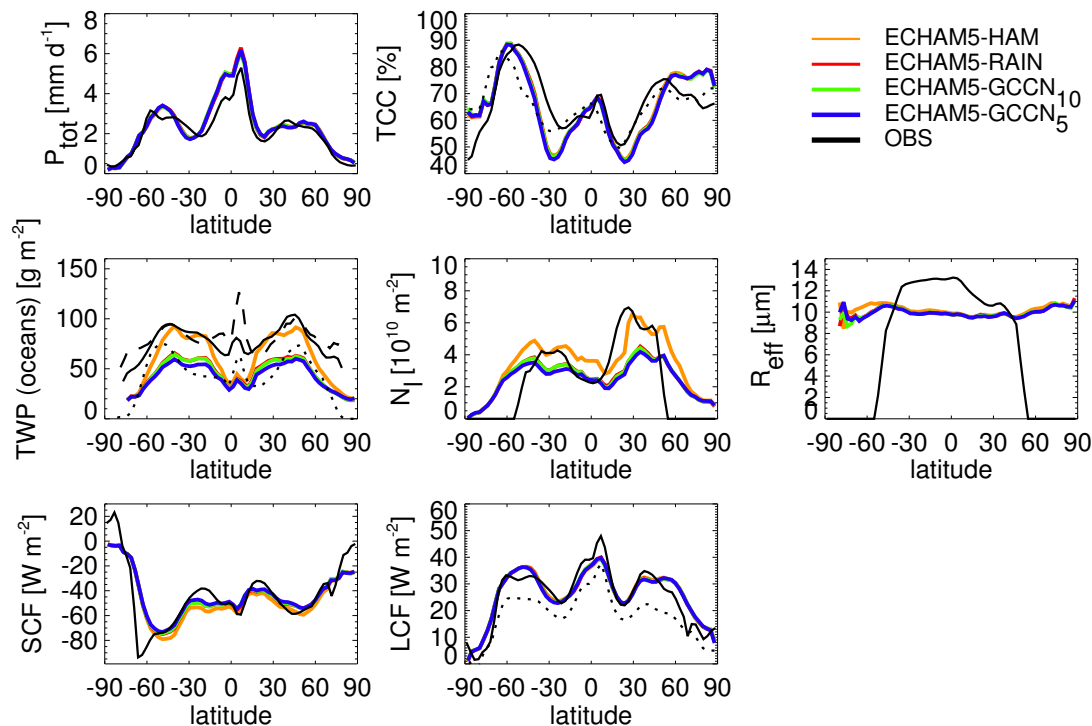 P_tot [mm d⁻¹]
8
6
4
2
0
-90 -60 -30 0 30 60 90
latitude
TCC [%]
100
90
80
70
60
50
40
-90 -60 -30 0 30 60 90
latitude
ECHAM5-HAM
ECHAM5-RAIN
ECHAM5-GCCN₁₀
ECHAM5-GCCN₅
OBS
TWP (oceans) [g m⁻²]
150
100
50
0
-90 -60 -30 0 30 60 90
latitude
N_l [10¹⁰ m⁻²]
8
6
4
2
0
-90 -60 -30 0 30 60 90
latitude
R_eff [μm]
14
12
10
8
6
4
2
0
-90 -60 -30 0 30 60 90
latitude
SCF [W m⁻²]
20
0
-20
-40
-60
-80
-90 -60 -30 0 30 60 90
latitude
LCF [W m⁻²]
60
50
40
30
20
10
0
-90 -60 -30 0 30 60 90
latitude